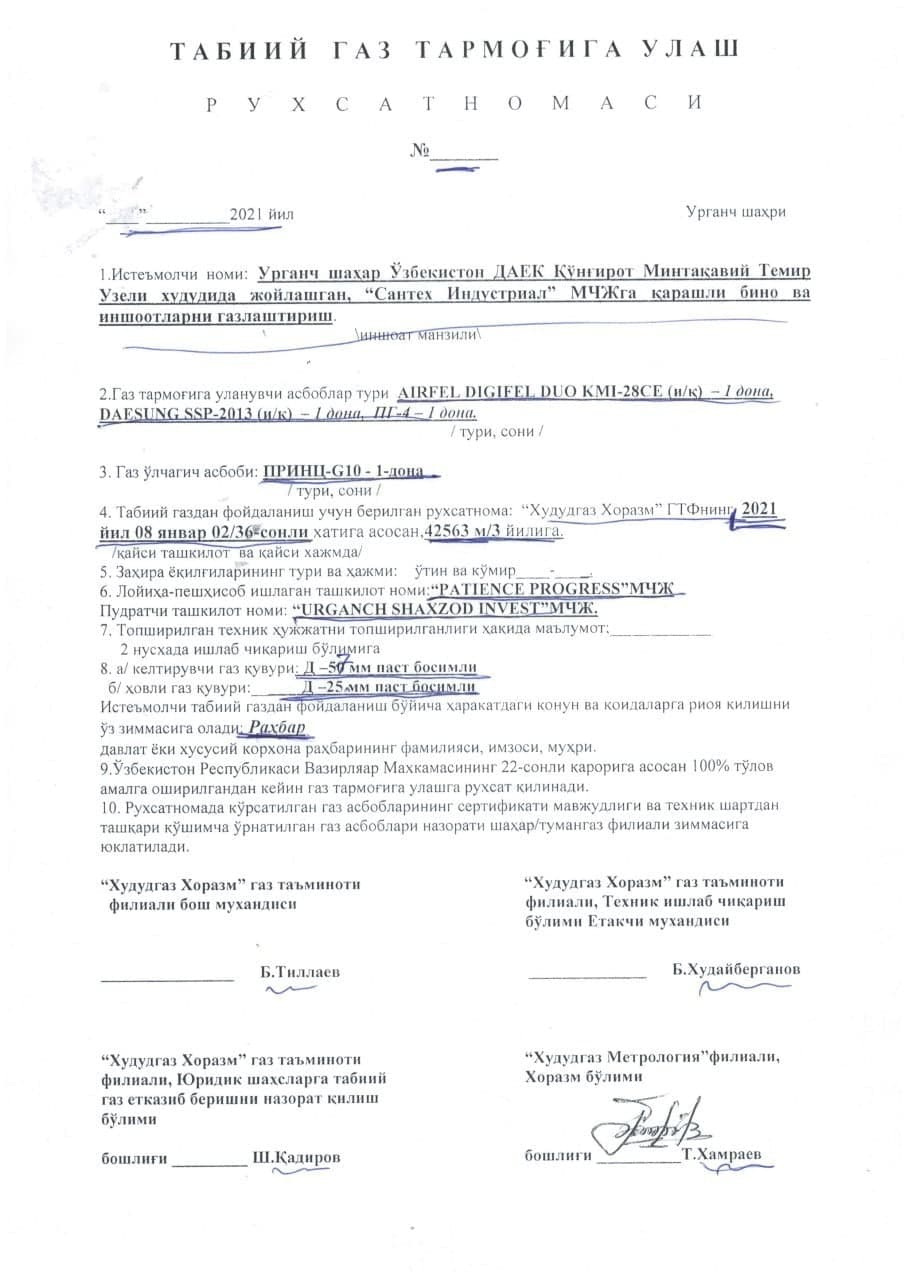 ТАБИИЙ ГАЗ ТАРМОҒИГА УЛАШ
РУХСАТНОМАСИ
№_______
“____”__________2021 йил
Урганч шаҳри
1.Истеъмолчи номи: Урганч шаҳар Ўзбекистон ДАЕК Қўнғирот Минтақавий Темир
Узели худудида жойлашган, “Сантех Индустриал” МЧЖга қарашли бино ва
иншоотларни газлаштириш.
\ \иншоат манзили\
2.Газ тармоғига уланувчи асбоблар тури AIRFEL DIGIFEL DUO KMI-28CE (и/қ) – 1 дона,
DAESUNG SSP-2013 (и/қ) – 1 дона, ПГ-4 – 1 дона.
/ тури, сони /
3. Газ ўлчагич асбоби: ПРИНЦ-G10 - 1-дона
/ тури, сони /
4. Табиий газдан фойдаланиш учун берилган рухсатнома: “Худудгаз Хоразм” ГТФнинг 2021
йил 08 январ 02/36-сонли хатига асосан,42563 м/3 йилига.
/қайси ташкилот ва қайси хажмда/
5. Заҳира ёқилғиларининг тури ва ҳажми: ўтин ва кўмир____-____.
6. Лойиҳа-пешҳисоб ишлаган ташкилот номи:“PATIENCE PROGRESS”МЧЖ
Пудратчи ташкилот номи: “URGANCH SHAXZOD INVEST”МЧЖ.
7. Топширилган техник ҳужжатни топширилганлиги ҳақида маълумот;____________
2 нусхада ишлаб чиқариш бўлимига
8. а/ келтирувчи газ қувури: Д –57 мм паст босимли
б/ ҳовли газ қувури:______Д –25 мм паст босимли
Истеъмолчи табиий газдан фойдаланиш бўйича ҳаракатдаги конун ва коидаларга риоя килишни
ўз зиммасига олади: Раҳбар
давлат ёки хусусий корхона раҳбарининг фамилияси, имзоси, муҳри.
9.Ўзбекистон Республикаси Вазирляар Махкамасининг 22-сонли қарорига асосан 100% тўлов
амалга оширилгандан кейин газ тармоғига улашга рухсат қилинади.
10. Рухсатномада кўрсатилган газ асбобларининг сертификати мавжудлиги ва техник шартдан
ташқари қўшимча ўрнатилган газ асбоблари назорати шаҳар/тумангаз филиали зиммасига
юклатилади.
“Худудгаз Хоразм” газ таъминоти
филиали бош мухандиси
“Худудгаз Хоразм” газ таъминоти
филиали, Техник ишлаб чиқариш
бўлими Етакчи мухандиси
________________ Б.Тиллаев
______________ Б.Худайберганов
“Худудгаз Хоразм” газ таъминоти
филиали, Юридик шахсларга табиий
газ етказиб беришни назорат қилиш
бўлими
бошлиғи _________ Ш.Қадиров
“Худудгаз Метрология”филиали,
Хоразм бўлими
бошлиғи __________Т.Хамраев